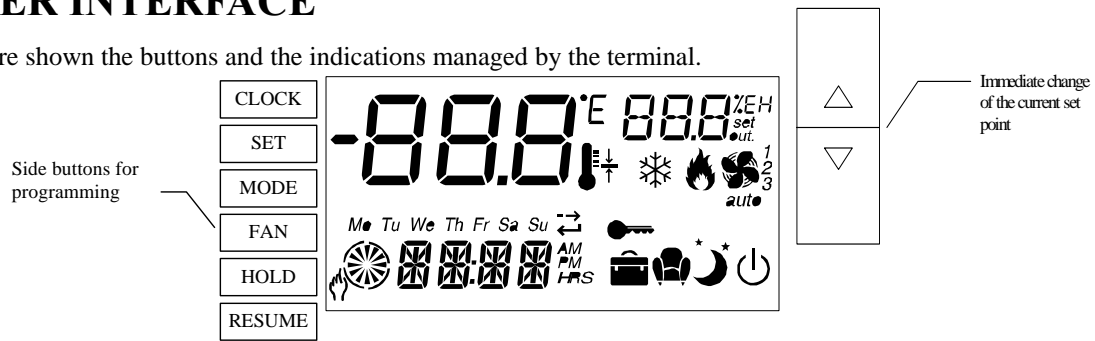 ER INTERFACE
re shown the buttons and the indications managed by the terminal.
CLOCK
SET
MODE
FAN
HOLD
RESUME
Side buttons for
programming
-88.8°E
88.8%EH
set
out.
1
2
3
auto
Mo Tu We Th Fr Sa Su
AM
PM
HRS
Immediate change
of the current set
point